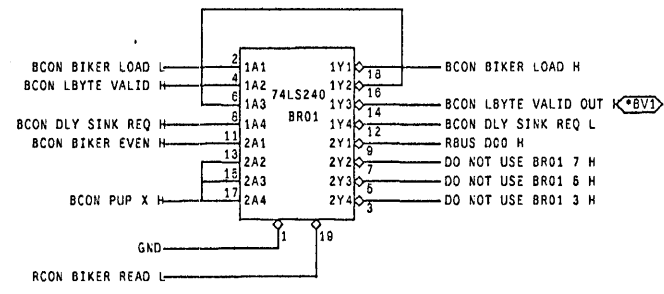 BCON BIKER LOAD L 2 1A1 1Y1 18 BCON BIKER LOAD H
BCON LBYTE VALID H 4 1A2 1Y2 16
6 1A3 74LS240 1Y3 14 BCON LBYTE VALID OUT H *BV1
BCON DLY SINK REQ H 8 1A4 BR01 1Y4 12 BCON DLY SINK REQ L
BCON BIKER EVEN H 11 2A1 2Y1 9 RBUS D00 H
13 2A2 2Y2 7 DO NOT USE BR01 7 H
15 2A3 2Y3 5 DO NOT USE BR01 5 H
BCON PUP X H 17 2A4 2Y4 3 DO NOT USE BR01 3 H
1 19
GND
RCON BIKER READ L